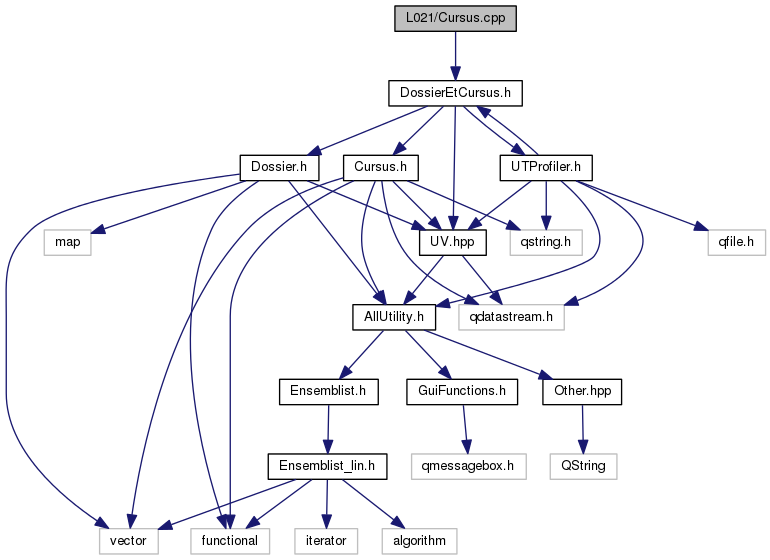 L021/Cursus.cpp
DossierEtCursus.h
Dossier.h
Cursus.h
UTProfiler.h
map
UV.hpp
qstring.h
qfile.h
AllUtility.h
qdatastream.h
Ensemblist.h
GuiFunctions.h
Other.hpp
Ensemblist_lin.h
qmessagebox.h
QString
vector
functional
iterator
algorithm